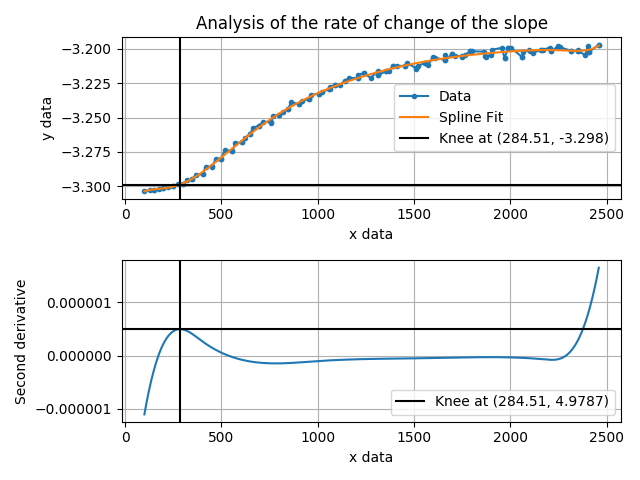 Analysis of the rate of change of the slope
−3.200
−3.225
−3.250
−3.275
−3.300
y data
Data
Spline Fit
Knee at (284.51, -3.298)
0
500
1000
1500
2000
2500
x data
0.000001
0.000000
−0.000001
Second derivative
Knee at (284.51, 4.9787)
0
500
1000
1500
2000
2500
x data